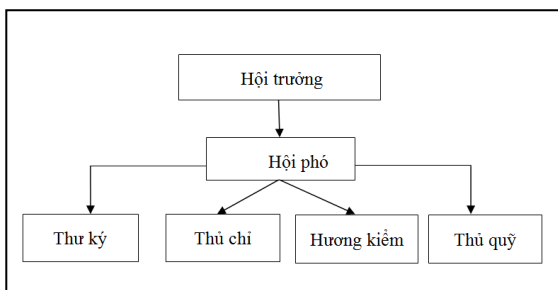 Hội trưởng
Hội phó
Thư ký
Thủ chỉ
Hương kiểm
Thủ quỹ